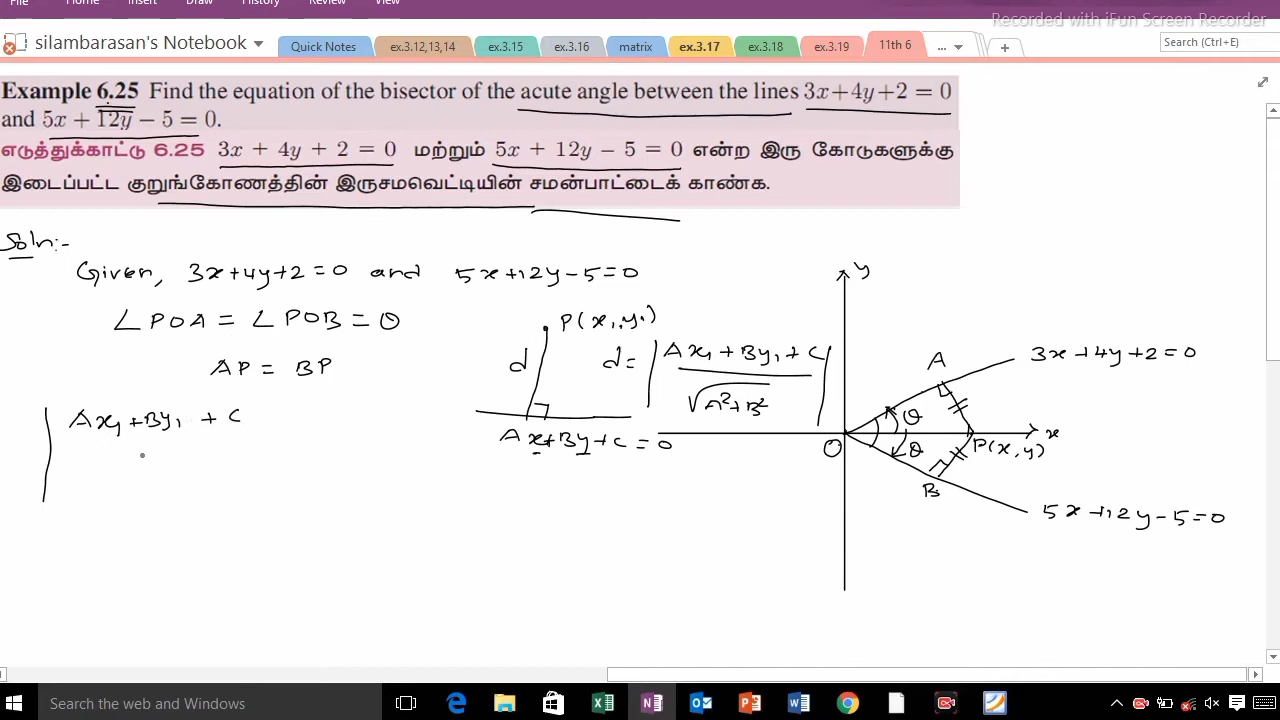 File Home Insert Draw History Review View
Recorded with iFun Screen Recorder
silambarasan's Notebook
Quick Notes ex.3.12,13,14 ex.3.15 ex.3.16 matrix ex.3.17 ex.3.18 ex.3.19 11th 6 ... +
Search (Ctrl+E)
Example 6.25 Find the equation of the bisector of the acute angle between the lines 3x+4y+2 = 0
and 5x + 12y − 5 = 0.
எடுத்துக்காட்டு 6.25 3x + 4y + 2 = 0 மற்றும் 5x + 12y − 5 = 0 என்ற இரு கோடுகளுக்கு
இடைப்பட்ட குறுங்கோணத்தின் இருசமவெட்டியின் சமன்பாட்டைக் காண்க.
Soln:-
Given, 3x+4y+2=0 and 5x+12y-5=0
∠POA = ∠POB = θ
P(x₁,y₁)
AP = BP
d
d = |Ax₁ + By₁ + C / √A²+B²|
Ax+By+C=0
|Ax₁+By₁ + C
y
A
3x+4y+2=0
θ
x
O
θ
P(x,y)
B
5x+12y-5=0
Search the web and Windows